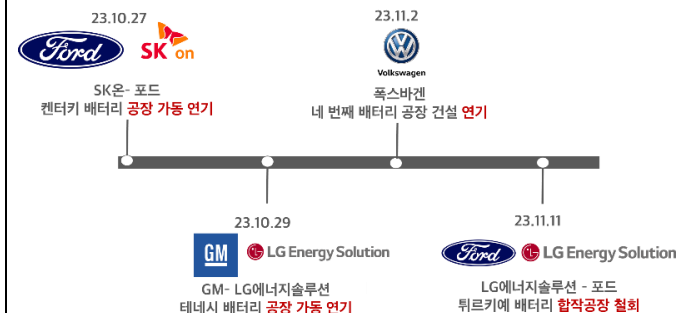 23.10.27
Ford SK on
SK온- 포드
켄터키 배터리 공장 가동 연기
23.11.2
Volkswagen
폭스바겐
네 번째 배터리 공장 건설 연기
23.10.29
GM LG Energy Solution
GM- LG에너지솔루션
테네시 배터리 공장 가동 연기
23.11.11
Ford LG Energy Solution
LG에너지솔루션 - 포드
튀르키예 배터리 합작공장 철회